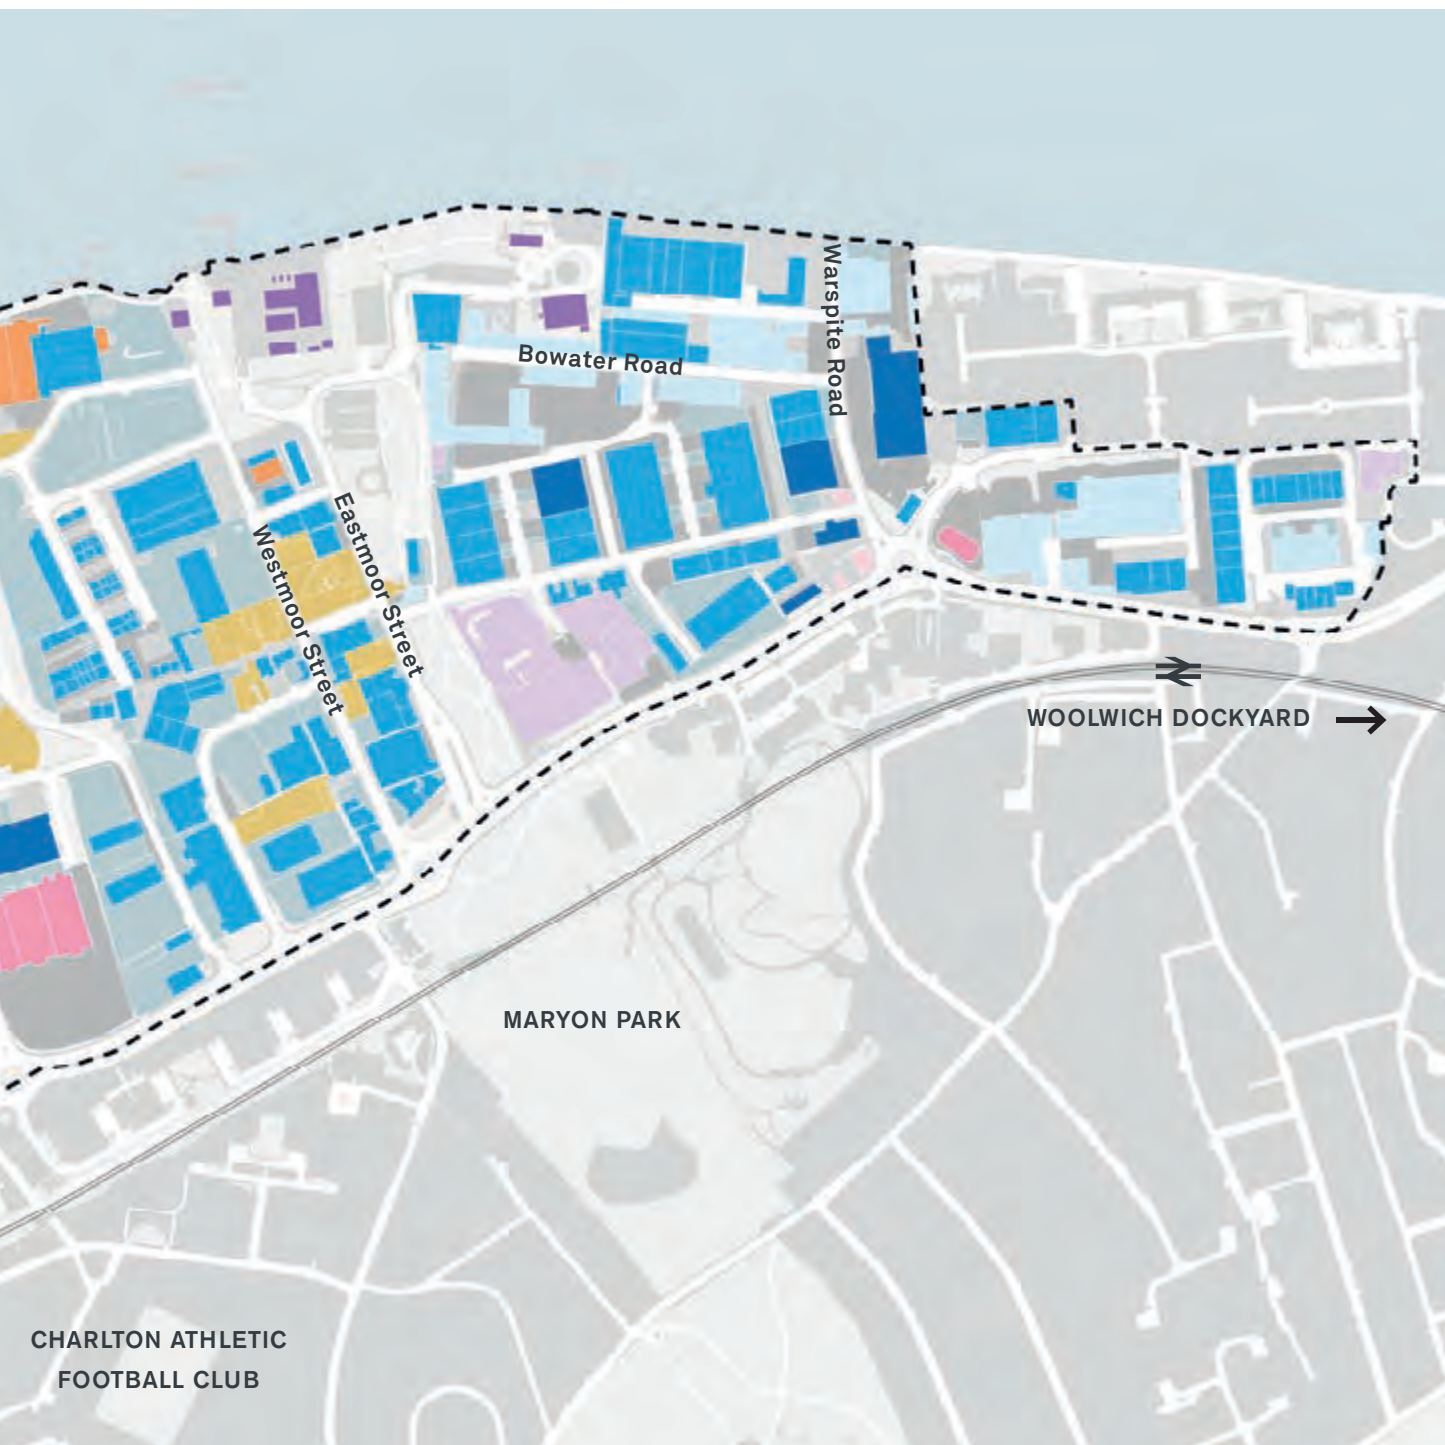 Warspite Road
Bowater Road
Eastmoor Street
Westmoor Street
WOOLWICH DOCKYARD
MARYON PARK
CHARLTON ATHLETIC
FOOTBALL CLUB